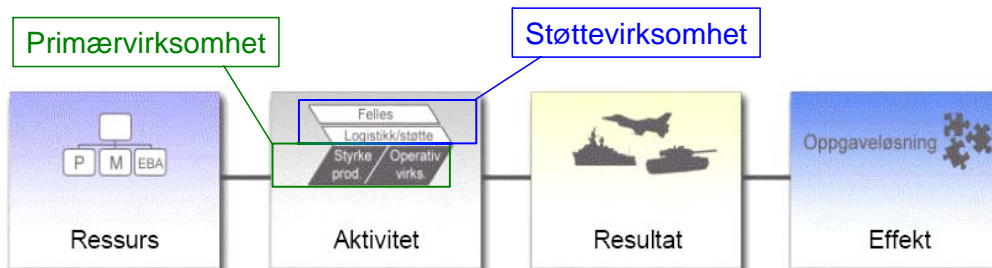 Primærvirksomhet
Støttevirksomhet
P M EBA
Ressurs
Felles
Logistikk/støtte
Styrke prod.
Operativ virks.
Aktivitet
Resultat
Oppgaveløsning
Effekt